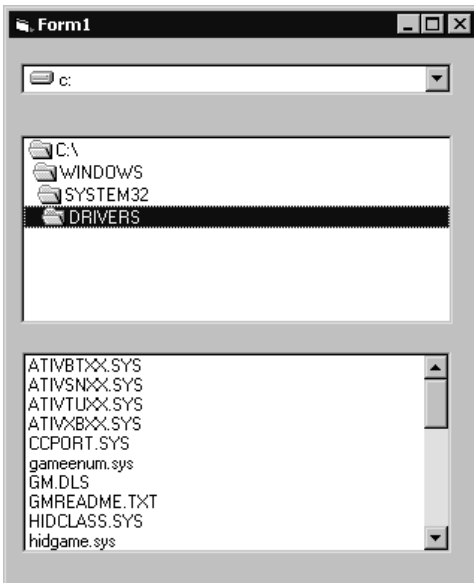 Form1
c:
C:\
WINDOWS
SYSTEM32
DRIVERS
ATIVBTXX.SYS
ATIVSNXX.SYS
ATIVTUXX.SYS
ATIVXBXX.SYS
CCPORT.SYS
gameenum.sys
GM.DLS
GMREADME.TXT
HIDCLASS.SYS
hidgame.sys